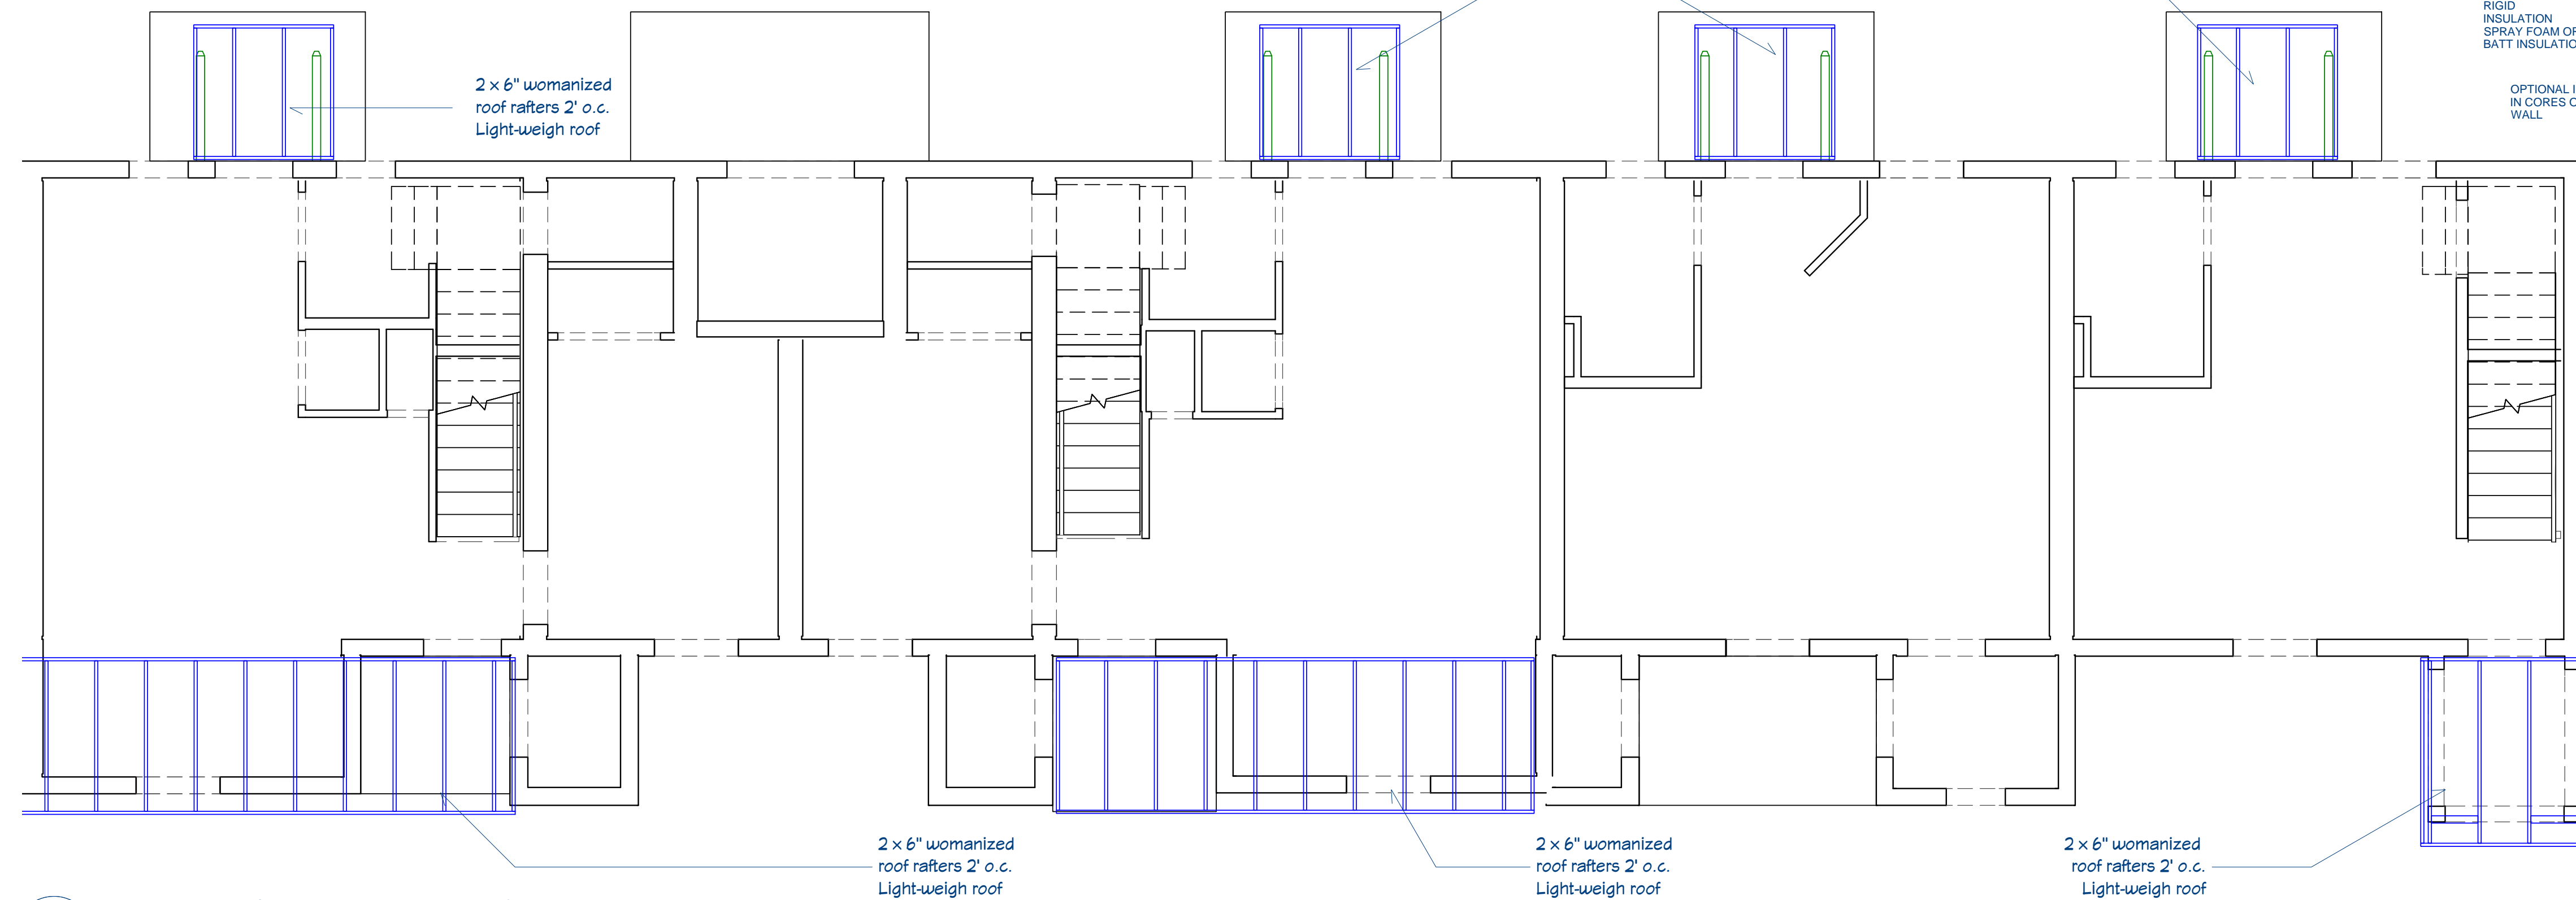 RIGID
INSULATION
SPRAY FOAM OR
BATT INSULATIO
OPTIONAL I
IN CORES O
WALL
2 x 6" womanized
roof rafters 2' o.c.
Light-weigh roof
2 x 6" womanized
roof rafters 2' o.c.
Light-weigh roof
2 x 6" womanized
roof rafters 2' o.c.
Light-weigh roof
2 x 6" womanized
roof rafters 2' o.c.
Light-weigh roof